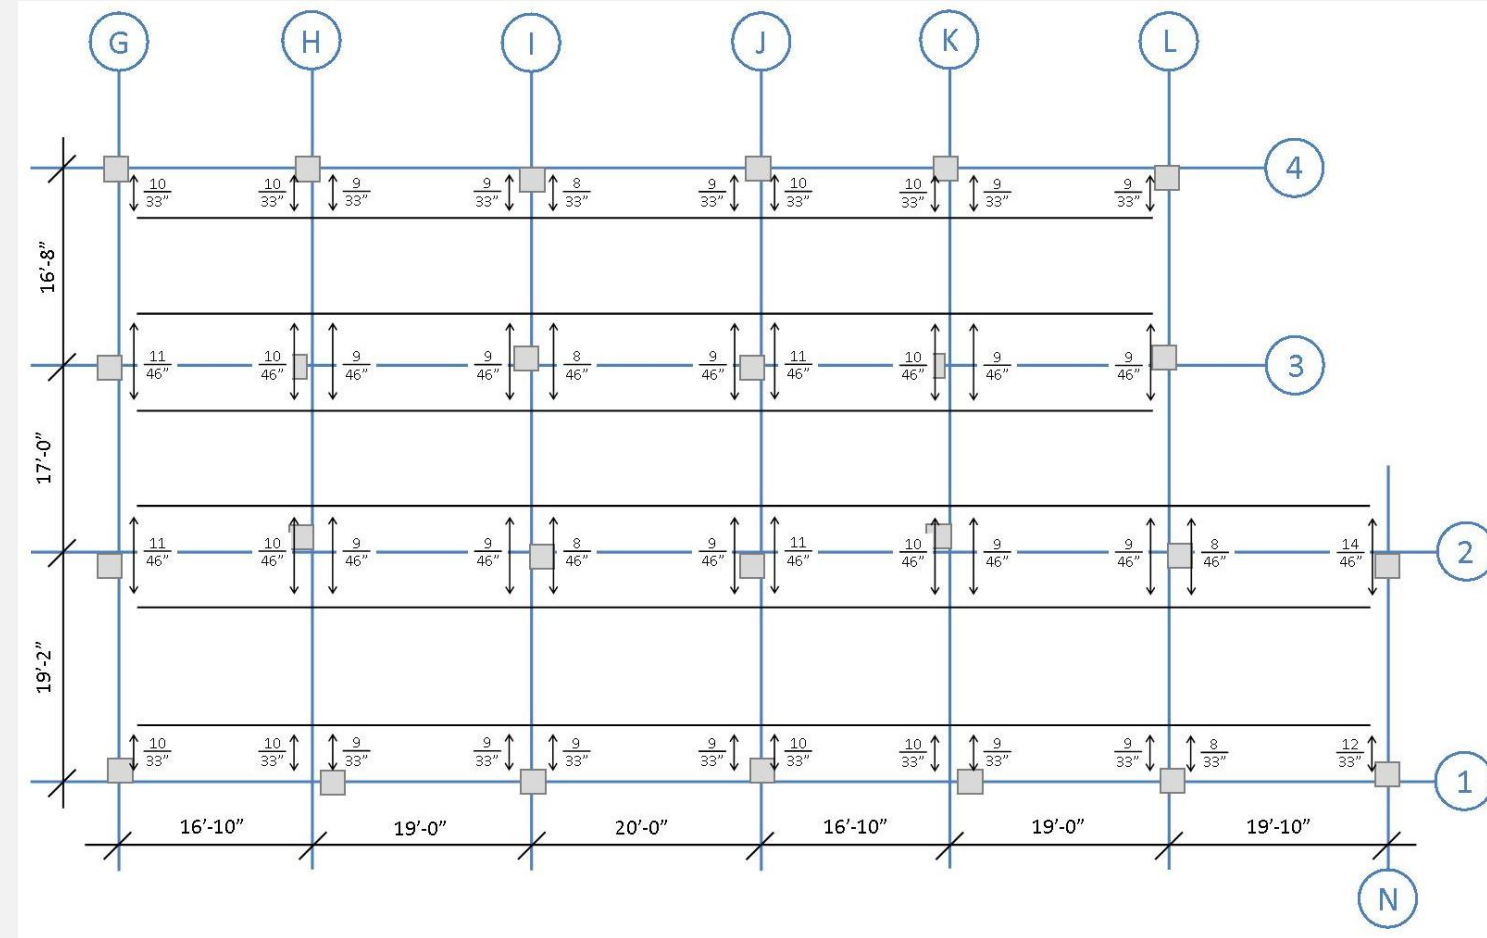 G H I J K L
4
10 10 9 9 8 9 10 10 9 9
33” 33” 33” 33” 33” 33” 33” 33” 33” 33”
16’-8”
11 10 9 9 8 9 11 10 9 9
46” 46” 46” 46” 46” 46” 46” 46” 46” 46”
3
17’-0”
11 10 9 9 8 9 11 10 9 9 8 14
46” 46” 46” 46” 46” 46” 46” 46” 46” 46” 46” 46”
2
19’-2”
10 10 9 9 9 9 10 10 9 9 8 12
33” 33” 33” 33” 33” 33” 33” 33” 33” 33” 33” 33”
1
16’-10” 19’-0” 20’-0” 16’-10” 19’-0” 19’-10”
N